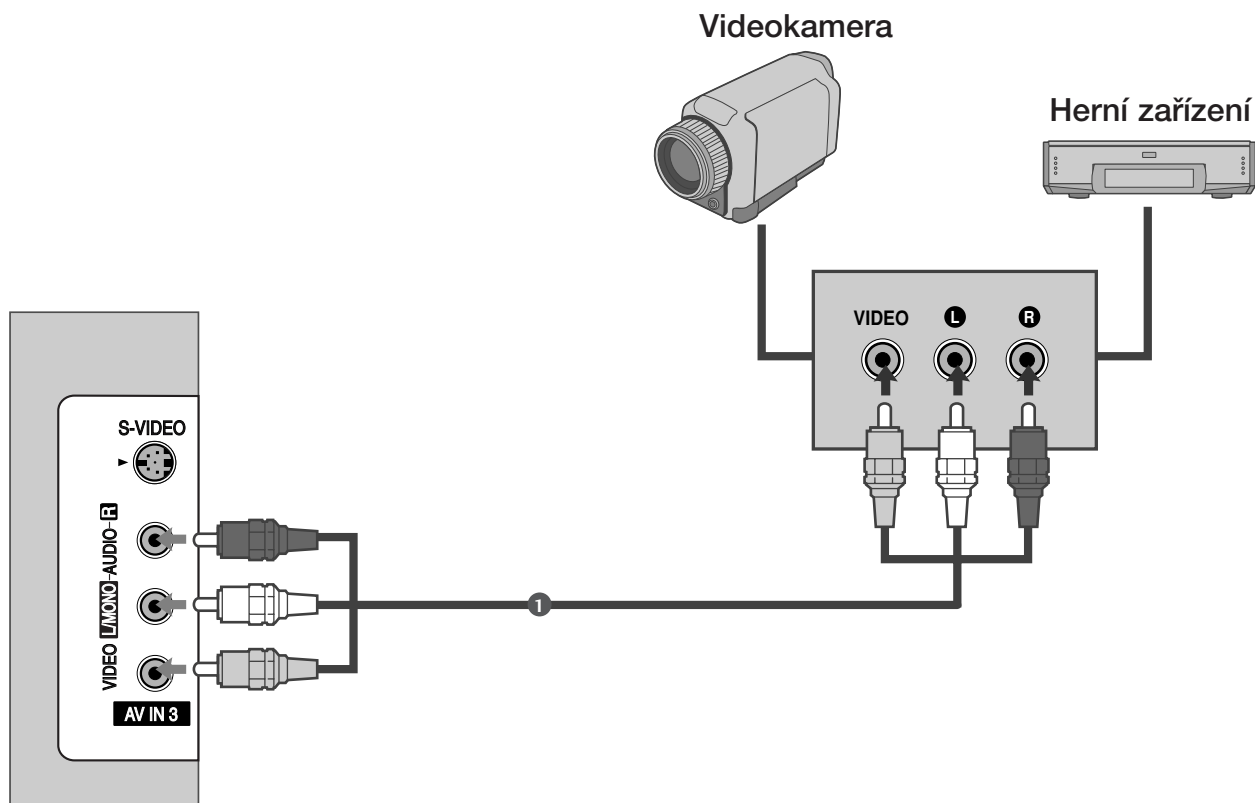 Videokamera
Herní zařízení
VIDEO L R
S-VIDEO
VIDEO L/MONO-AUDIO-R
1
AV IN 3